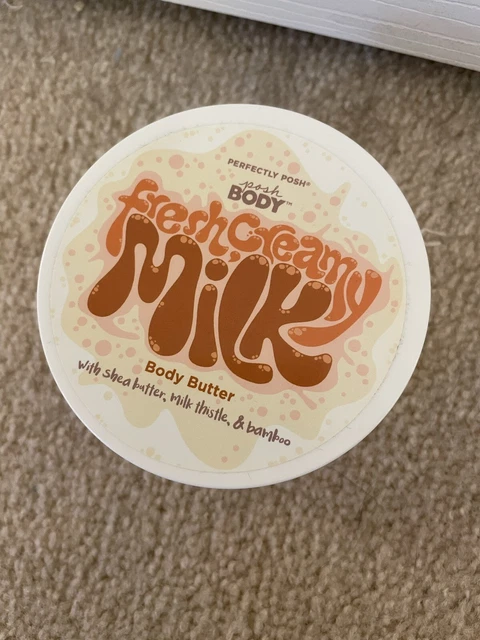 PERFECTLY POSH®
posh
BODY™
fresh, creamy
Milk
Body Butter
with shea butter, milk thistle, & bamboo